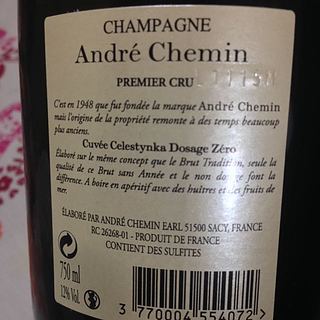 CHAMPAGNE
André Chemin
PREMIER CRU
C'est en 1948 que fut fondée la marque André Chemin
mais l'origine de la propriété remonte à des temps beaucoup
plus anciens.
Cuvée Celestynka Dosage Zéro
Élaboré sur le même concept que le Brut Tradition, seule la
qualité de ce Brut sans Année et le non dosage font la
différence. A boire en apéritif avec des huîtres et des fruits de
mer.
ÉLABORÉ PAR ANDRÉ CHEMIN EARL 51500 SACY, FRANCE
RC 26268-01 - PRODUIT DE FRANCE
CONTIENT DES SULFITES
750 ml
12% Vol.
3 770004 554072